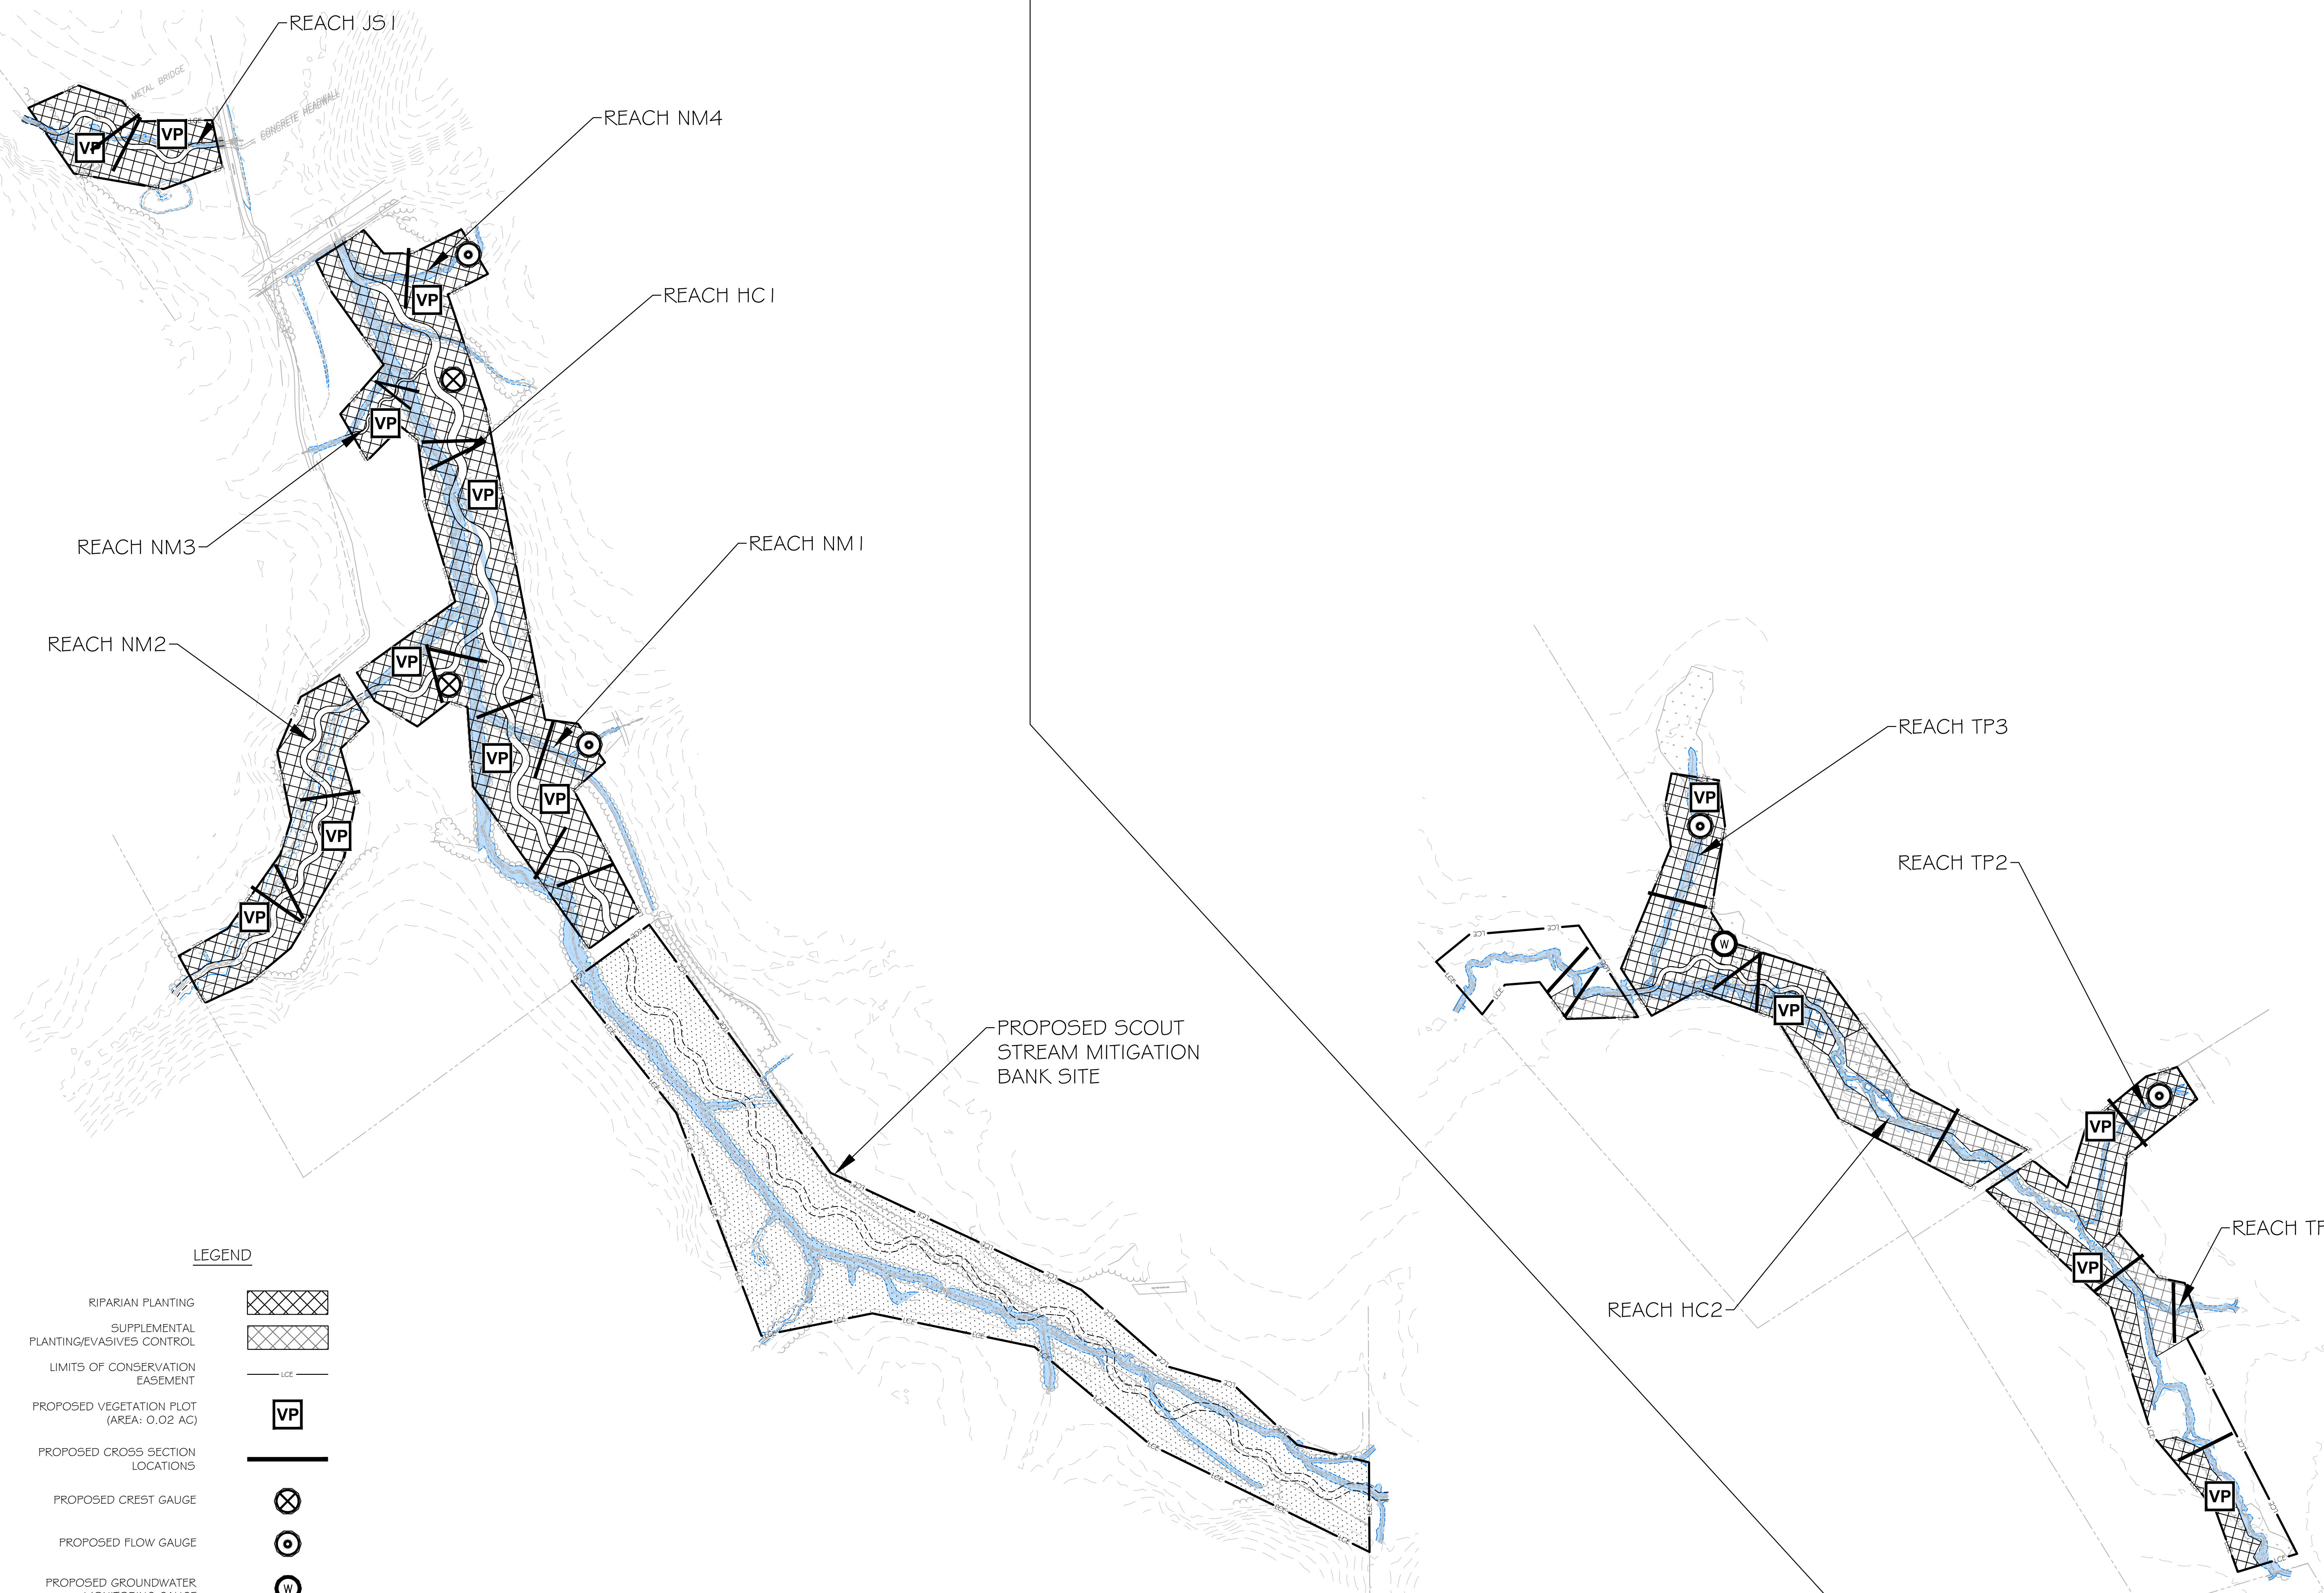 REACH JS1
METAL BRIDGE
CONCRETE HEADWALL
LCE
VP
VP
REACH NM4
VP
REACH HC1
VP
VP
REACH NM3
REACH NM1
REACH NM2
VP
LCE
VP
VP
VP
VP
REACH TP3
VP
REACH TP2
W
VP
VP
PROPOSED SCOUT
STREAM MITIGATION
BANK SITE
REACH HC2
VP
VP
LEGEND
RIPARIAN PLANTING
SUPPLEMENTAL
PLANTING/EVASIVES CONTROL
LIMITS OF CONSERVATION
EASEMENT
LCE
PROPOSED VEGETATION PLOT
(AREA: 0.02 AC)
VP
PROPOSED CROSS SECTION
LOCATIONS
PROPOSED CREST GAUGE
PROPOSED FLOW GAUGE
PROPOSED GROUNDWATER
W